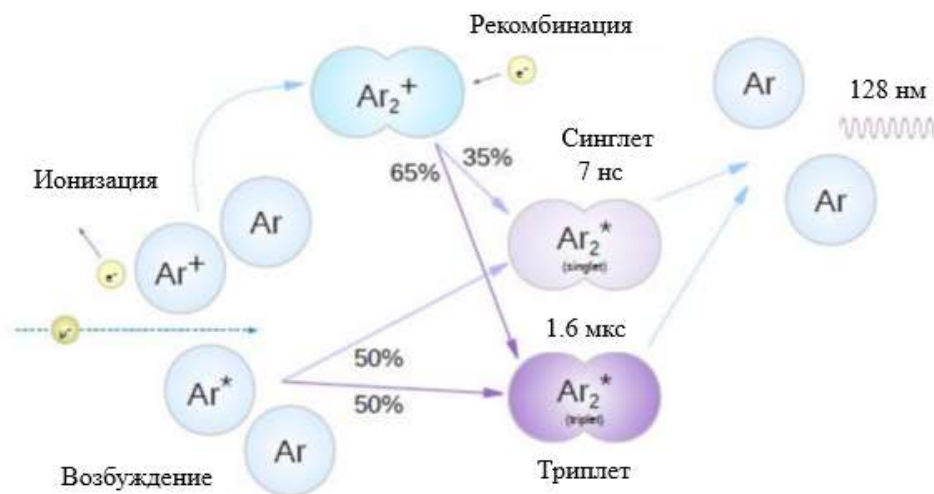 Рекомбинация
e⁻
Ar₂⁺
Ar
128 нм
Синглет
7 нс
35%
65%
Ионизация
Ar
Ar
Ar⁺
e⁻
Ar₂*
(singlet)
μ⁻
1.6 мкс
50%
Ar*
50%
Ar₂*
(triplet)
Ar
Возбуждение
Триплет